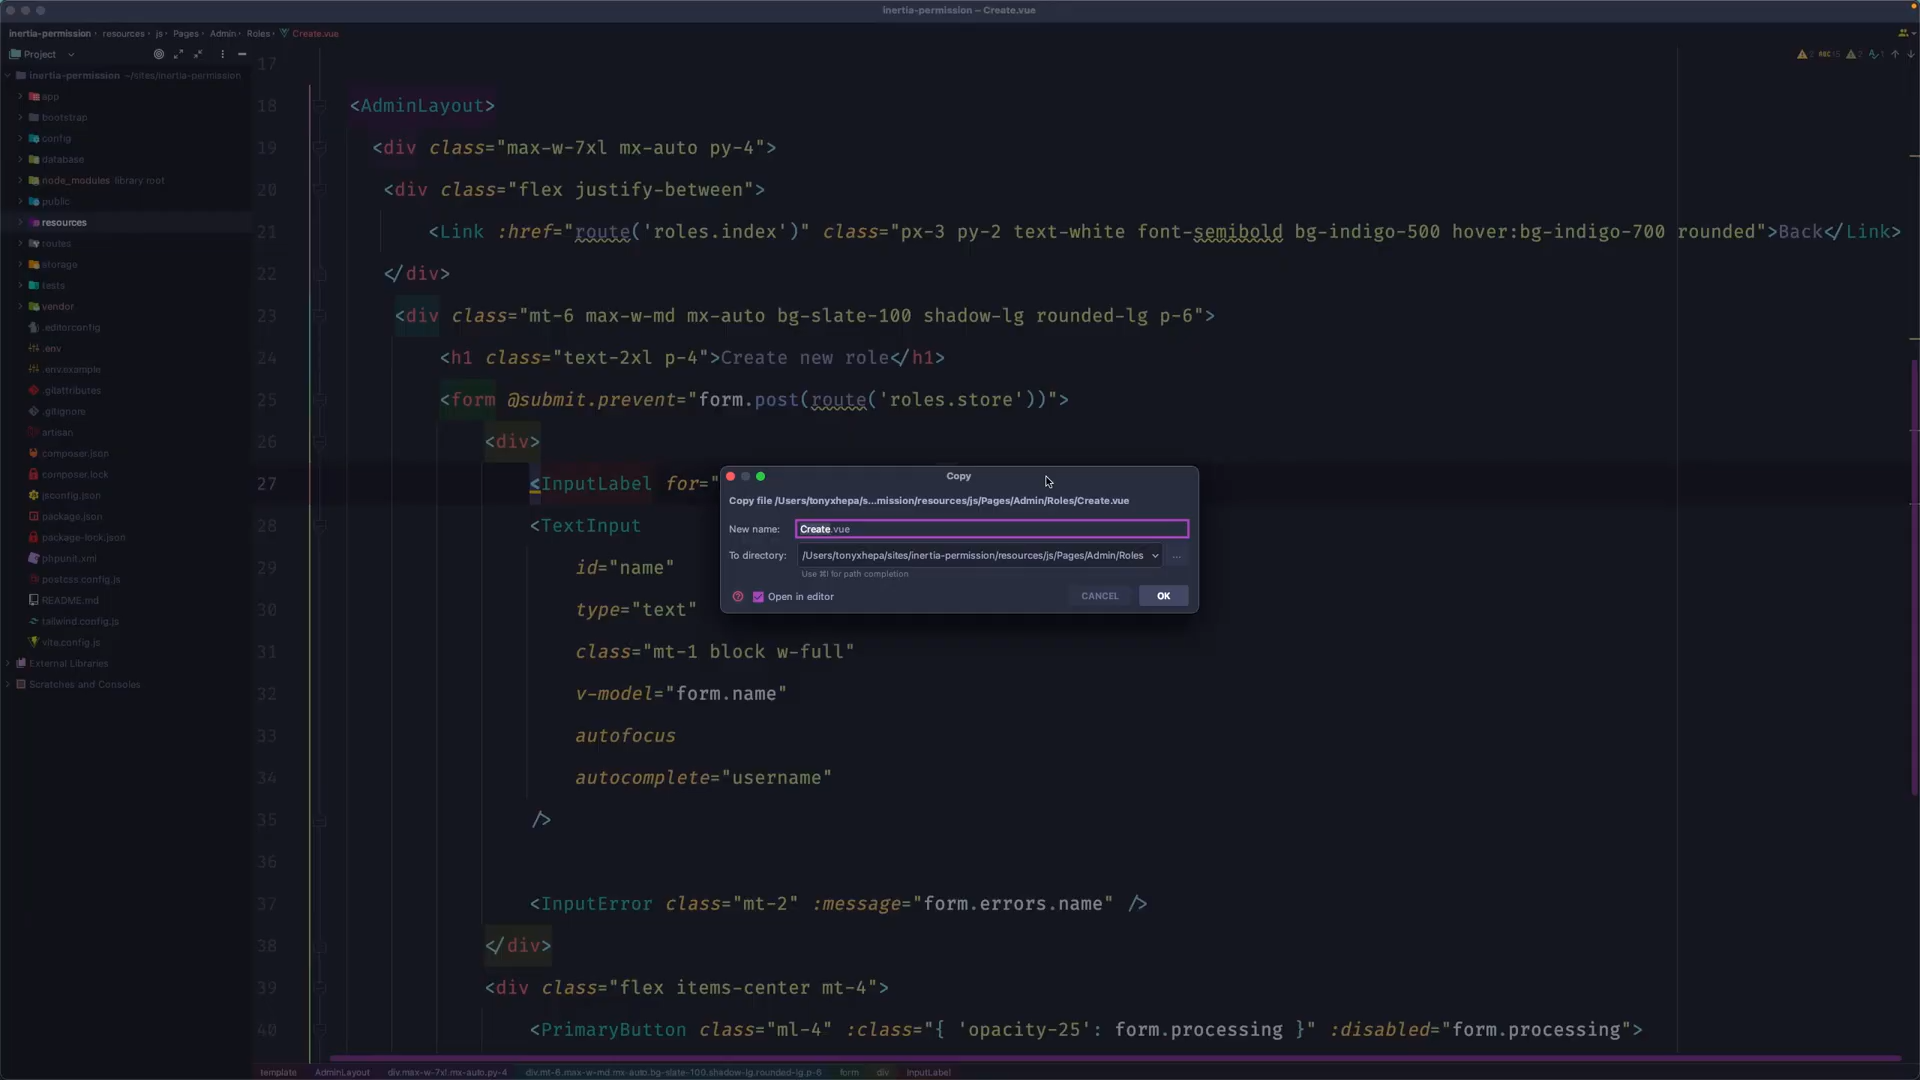 inertia-permission – Create.vue
inertia-permission › resources › js › Pages › Admin › Roles › Create.vue
Project
inertia-permission ~/sites/inertia-permission
app
bootstrap
config
database
node_modules library root
public
resources
routes
storage
tests
vendor
.editorconfig
.env
.env.example
.gitattributes
.gitignore
artisan
composer.json
composer.lock
jsconfig.json
package.json
package-lock.json
phpunit.xml
postcss.config.js
README.md
tailwind.config.js
vite.config.js
External Libraries
Scratches and Consoles
17
18 <AdminLayout>
19 <div class="max-w-7xl mx-auto py-4">
20 <div class="flex justify-between">
21 <Link :href="route('roles.index')" class="px-3 py-2 text-white font-semibold bg-indigo-500 hover:bg-indigo-700 rounded">Back</Link>
22 </div>
23 <div class="mt-6 max-w-md mx-auto bg-slate-100 shadow-lg rounded-lg p-6">
24 <h1 class="text-2xl p-4">Create new role</h1>
25 <form @submit.prevent="form.post(route('roles.store'))">
26 <div>
27 <InputLabel for="
28 <TextInput
29 id="name"
30 type="text"
31 class="mt-1 block w-full"
32 v-model="form.name"
33 autofocus
34 autocomplete="username"
35 />
36
37 <InputError class="mt-2" :message="form.errors.name" />
38 </div>
39 <div class="flex items-center mt-4">
40 <PrimaryButton class="ml-4" :class="{ 'opacity-25': form.processing }" :disabled="form.processing">
Copy
Copy file /Users/tonyxhepa/s...mission/resources/js/Pages/Admin/Roles/Create.vue
New name: Create.vue
To directory: /Users/tonyxhepa/sites/inertia-permission/resources/js/Pages/Admin/Roles ...
Use ⌘I for path completion
? Open in editor CANCEL OK
template AdminLayout div.max-w-7xl.mx-auto.py-4 div.mt-6.max-w-md.mx-auto.bg-slate-100.shadow-lg.rounded-lg.p-6 form div InputLabel